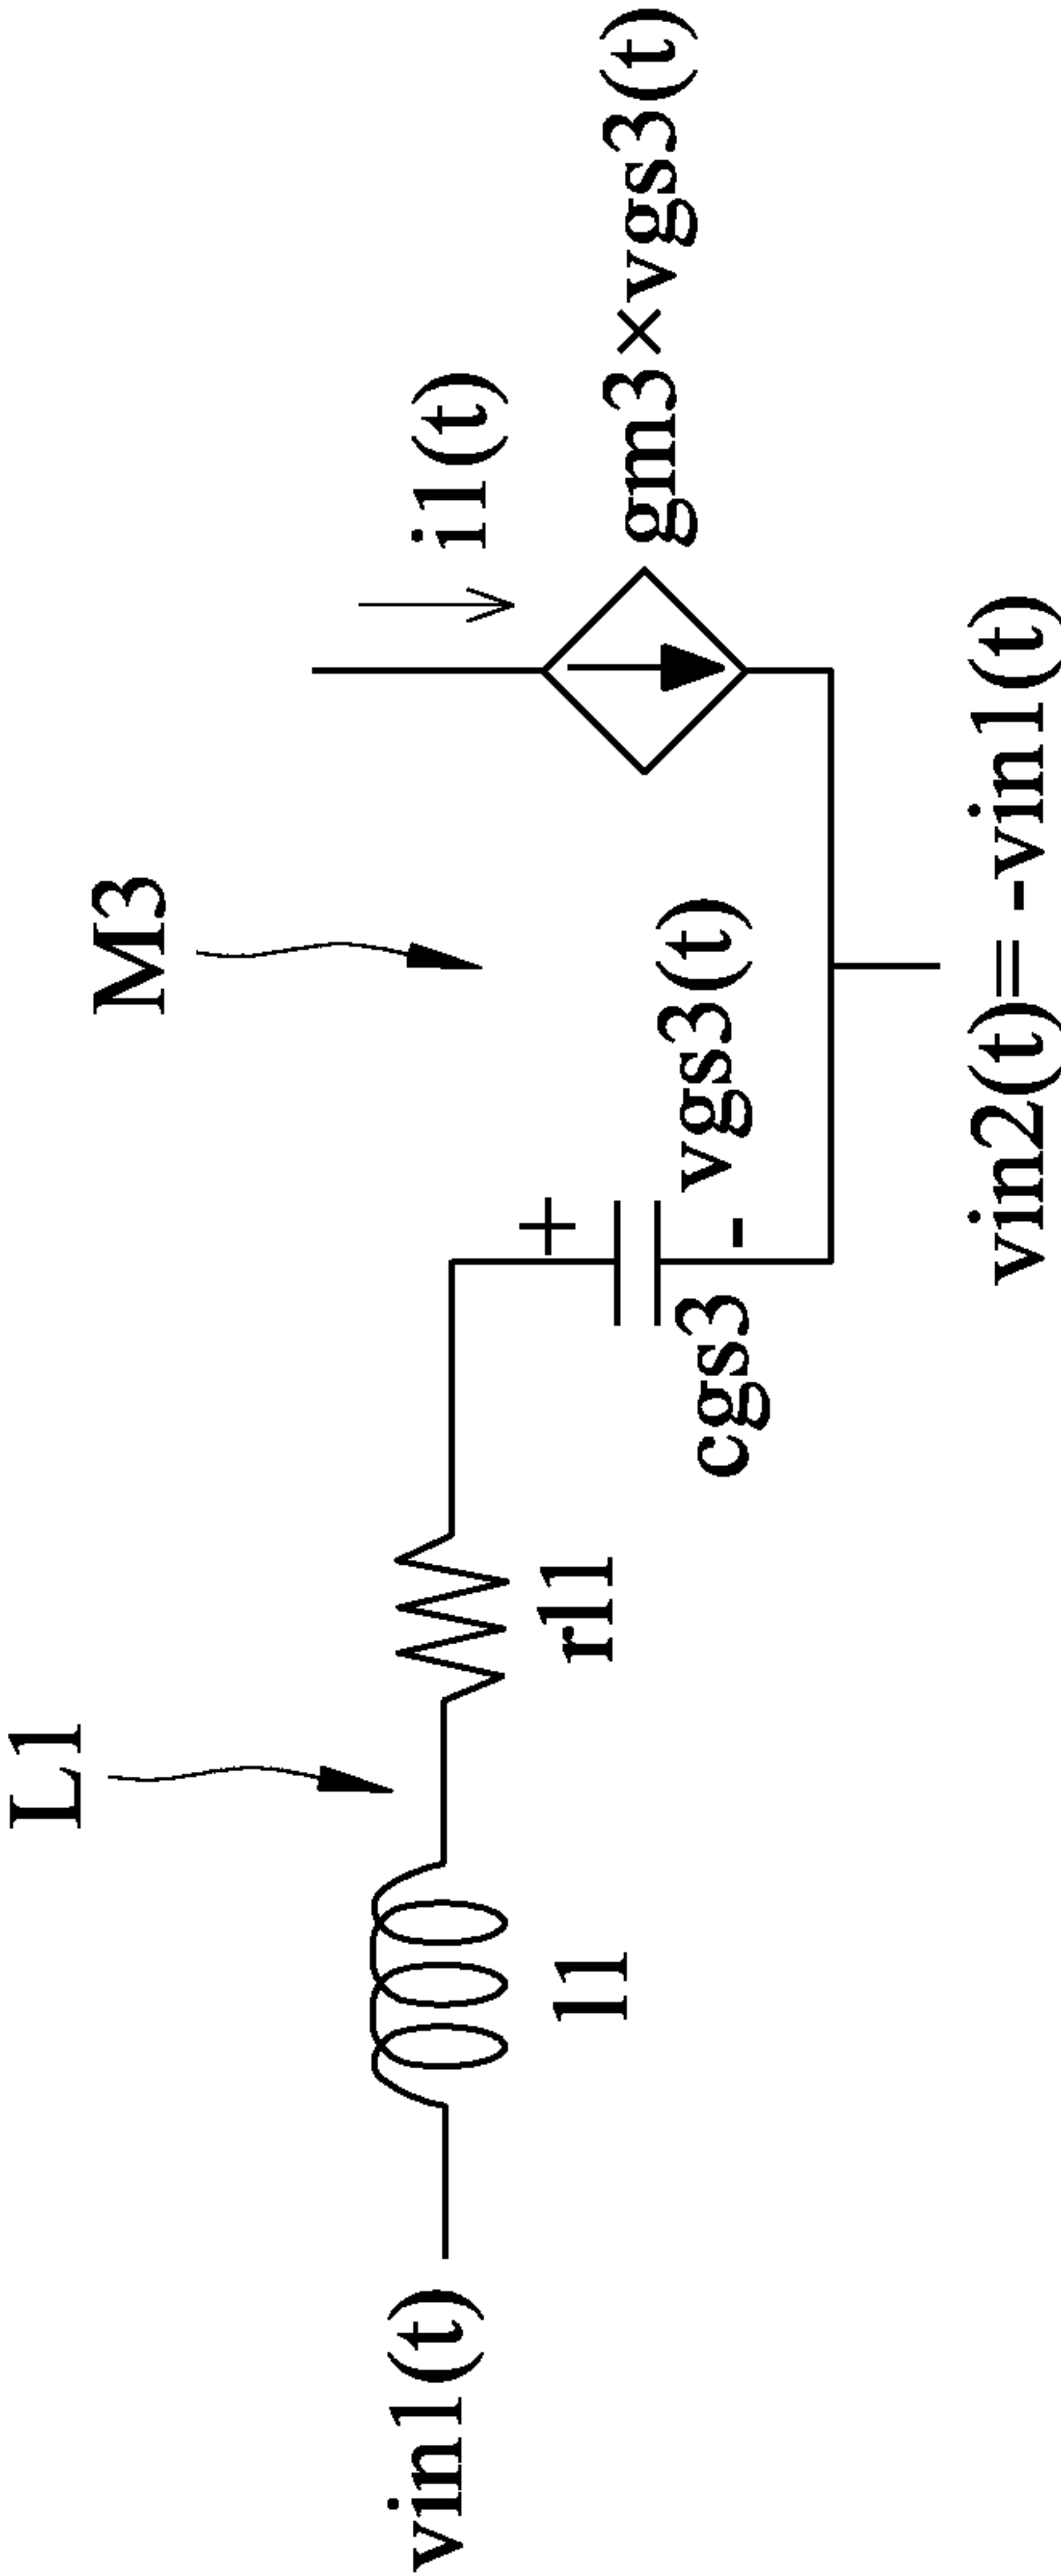 L1
M3
vin1(t)
l1
rl1
cgs3
+
-
vgs3(t)
i1(t)
gm3×vgs3(t)
vin2(t)= -vin1(t)